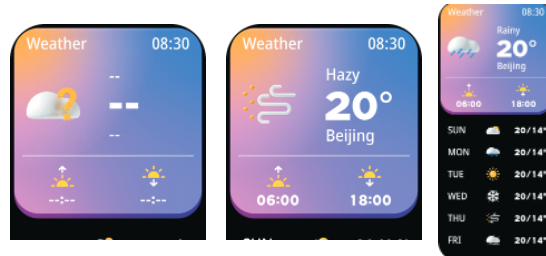 Weather 08:30
--
--
--
--:-- --:--
Weather 08:30
Hazy
20°
Beijing
06:00 18:00
Weather 08:30
Rainy
20°
Beijing
06:00 18:00
SUN 20/14°
MON 20/14°
TUE 20/14°
WED 20/14°
THU 20/14°
FRI 20/14°